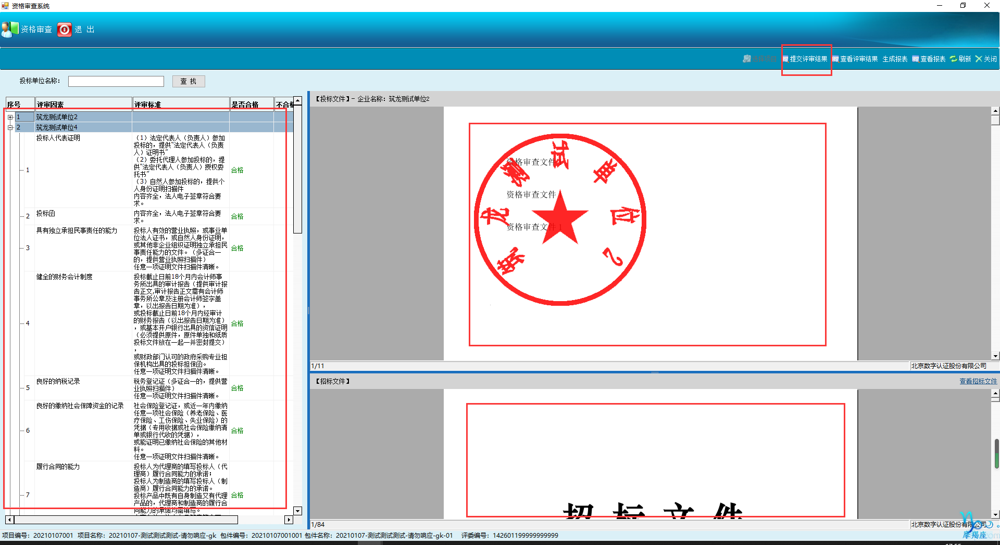 资格审查系统
资格审查 退 出
提交评审结果 查看评审结果 生成报表 查看报表 刷新 关闭
投标单位名称： 查 找
序号 评审因素 评审标准 是否合格 不合格
1 筑龙测试单位2
2 筑龙测试单位4
1 投标人代表证明
（1）法定代表人（负责人）参加
投标的，提供“法定代表人（负责
人）证明书”
（2）委托代理人参加投标的，提
供“法定代表人（负责人）授权委
托书”
（3）自然人参加投标的，提供个
人身份证明扫描件
内容齐全，法人电子签章符合要
求。
合格
2 投标函
内容齐全，法人电子签章符合要
求。
合格
3 具有独立承担民事责任的能力
投标人有效的营业执照，或事业单
位法人证书，或自然人身份证明，
或其他非企业组织证明独立承担民
事责任能力的文件。（多证合一
的，提供营业执照扫描件）
任意一项证明文件扫描件清晰。
合格
4 健全的财务会计制度
投标截止日前18个月内会计师事
务所出具的审计报告（提供审计报
告正文,审计报告正文需有会计师
事务所公章及注册会计师签字盖
章，以出报告日期为准），
或投标截止日前18个月内经审计
的财务报告（以出报告日期为准）
，或基本开户银行出具的资信证明
（必须提供原件，原件单独和纸质
投标文件放在一起一并密封提交）
，
或财政部门认可的政府采购专业担
保机构出具的投标担保函。
任意一项证明文件扫描件清晰。
合格
5 良好的纳税记录
税务登记证（多证合一的，提供营
业执照扫描件）
任意一项证明文件扫描件清晰。
合格
6 良好的缴纳社会保障资金的记录
社会保险登记证，或近一年内缴纳
任意一项社会保险（养老保险、医
疗保险、工伤保险、失业保险）的
凭据（专用收据或社会保险缴纳清
单或银行代收的凭据），
或能证明已缴纳社会保险的其他材
料。
任意一项证明文件扫描件清晰。
合格
7 履行合同的能力
投标人为代理商的填写投标人（代
理商）履行合同能力的承诺；
投标人为制造商的填写投标人（制
造商）履行合同能力的承诺。
投标产品中既有自身制造又有代理
产品的，代理商和制造商的履行合
同能力的承诺均需填写。
合格
【投标文件】- 企业名称：筑龙测试单位2
资格审查文件
资格审查文件
资格审查文件 1
筑龙测试单位2
1/11 北京数字认证股份有限公司
【招标文件】 查看招标文件
招 标 文 件
1/84 北京数字认证股份有限公司
摩羯座
项目编号：20210107001 项目名称：20210107-测试测试测试-请勿响应-gk 包件编号：20210107001001 包件名称：20210107-测试测试测试-请勿响应-gk-01 评委编号：142601199999999999